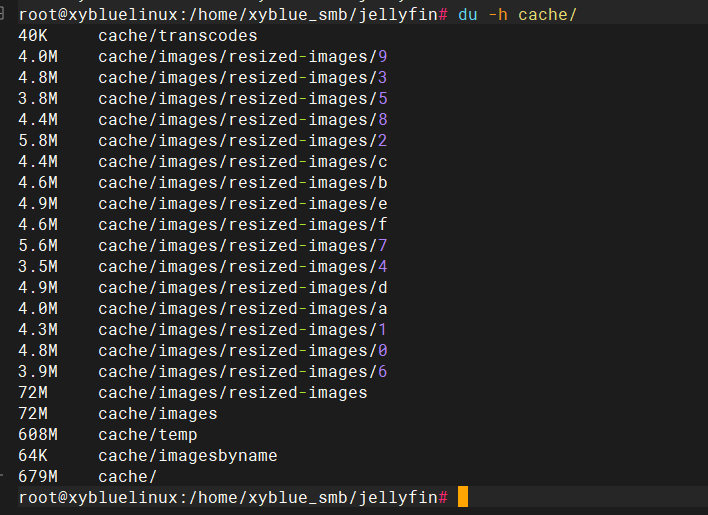 root@xybluelinux:/home/xyblue_smb/jellyfin# du -h cache/
40K cache/transcodes
4.0M cache/images/resized-images/9
4.8M cache/images/resized-images/3
3.8M cache/images/resized-images/5
4.4M cache/images/resized-images/8
5.8M cache/images/resized-images/2
4.4M cache/images/resized-images/c
4.6M cache/images/resized-images/b
4.9M cache/images/resized-images/e
4.6M cache/images/resized-images/f
5.6M cache/images/resized-images/7
3.5M cache/images/resized-images/4
4.9M cache/images/resized-images/d
4.0M cache/images/resized-images/a
4.3M cache/images/resized-images/1
4.8M cache/images/resized-images/0
3.9M cache/images/resized-images/6
72M cache/images/resized-images
72M cache/images
608M cache/temp
64K cache/imagesbyname
679M cache/
root@xybluelinux:/home/xyblue_smb/jellyfin#